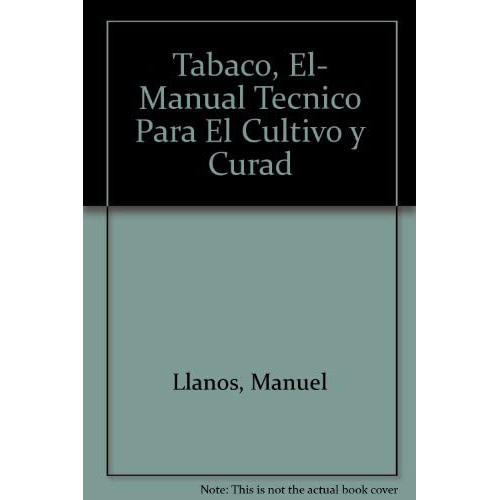 Tabaco, El-
Manual Tecnico
Para El Cultivo y
Curad
Llanos, Manuel
Note: This is not the actual book cover